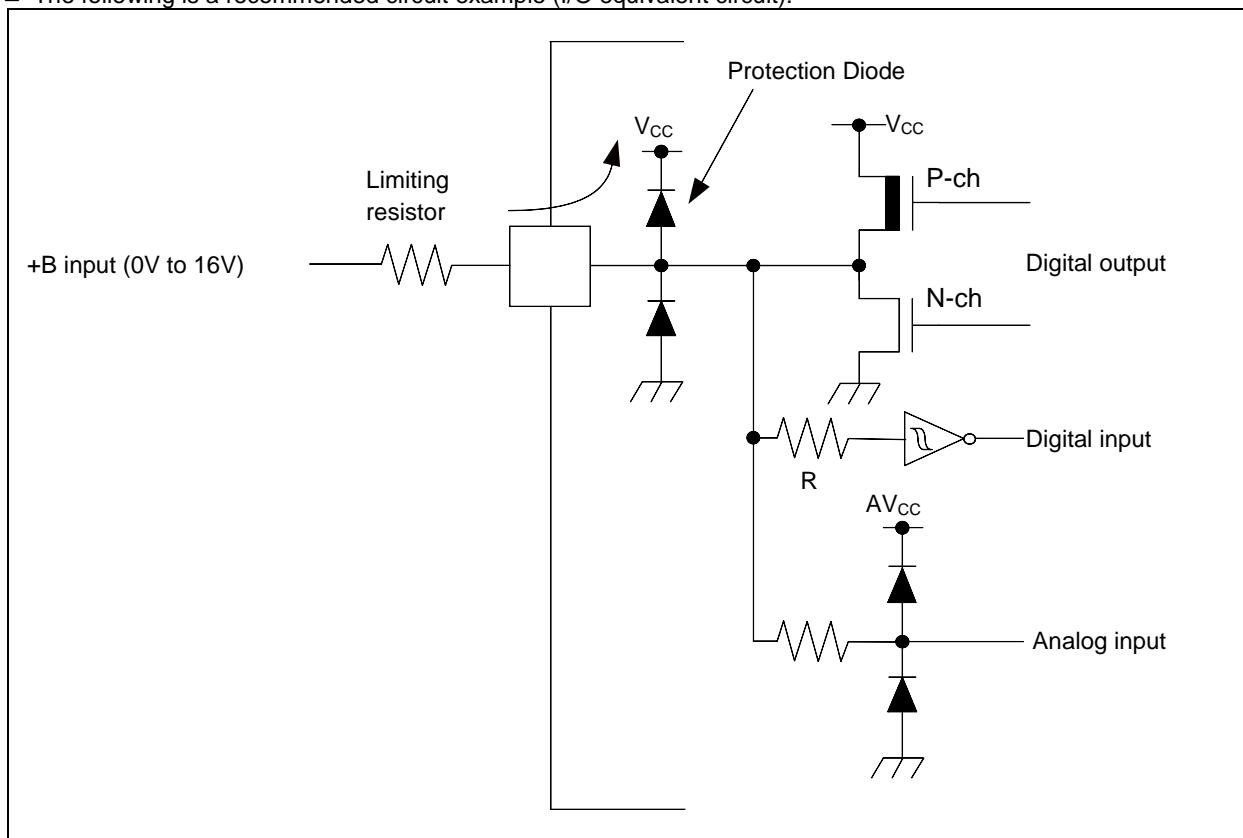 – The following is a recommended circuit example (I/O equivalent circuit).
Protection Diode
VCC
VCC
Limiting
resistor
P-ch
+B input (0V to 16V)
Digital output
N-ch
Digital input
R
AVCC
Analog input